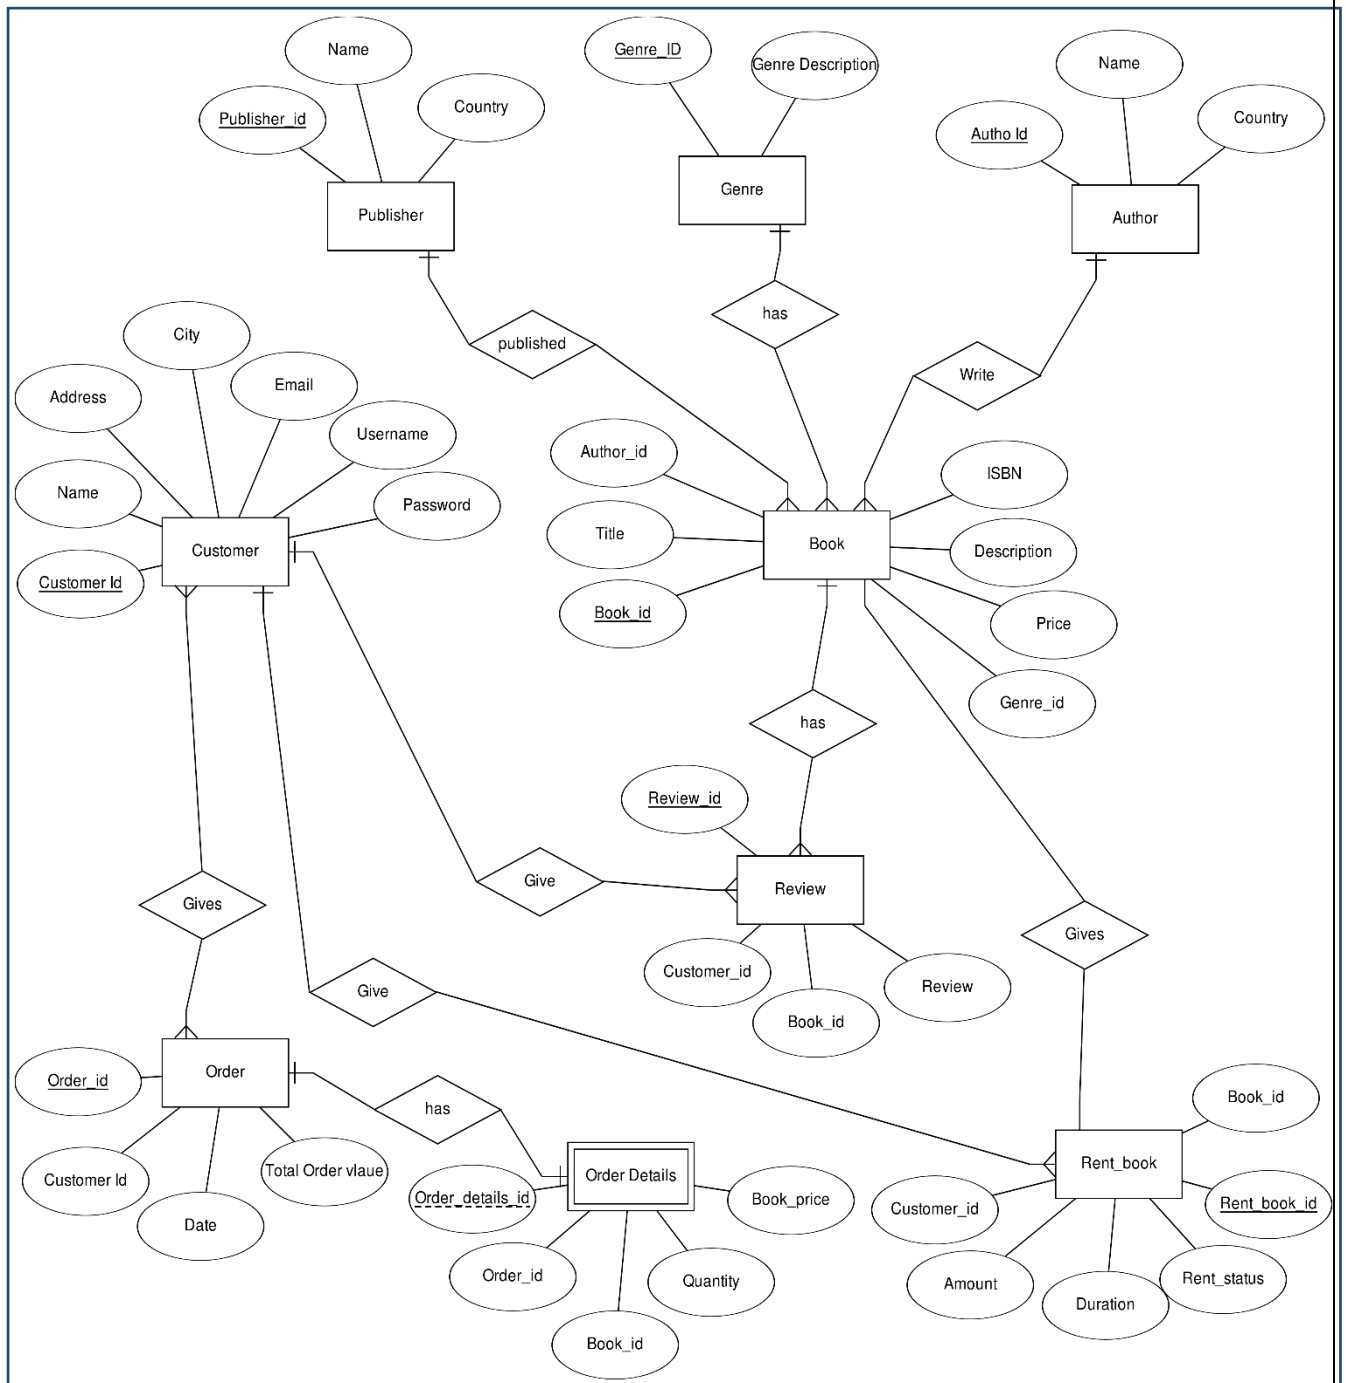 Name
Genre_ID
Genre Description
Name
Publisher_id
Country
Autho Id
Country
Publisher
Genre
Author
has
published
Write
City
Address
Email
Username
Name
Password
Customer
Customer Id
Author_id
ISBN
Title
Book
Description
Book_id
Price
Genre_id
has
Review_id
Give
Review
Gives
Gives
Customer_id
Review
Give
Book_id
Order_id
Order
has
Book_id
Rent_book
Customer Id
Total Order vlaue
Date
Order_details_id
Order Details
Book_price
Customer_id
Rent_book_id
Order_id
Quantity
Amount
Rent_status
Duration
Book_id